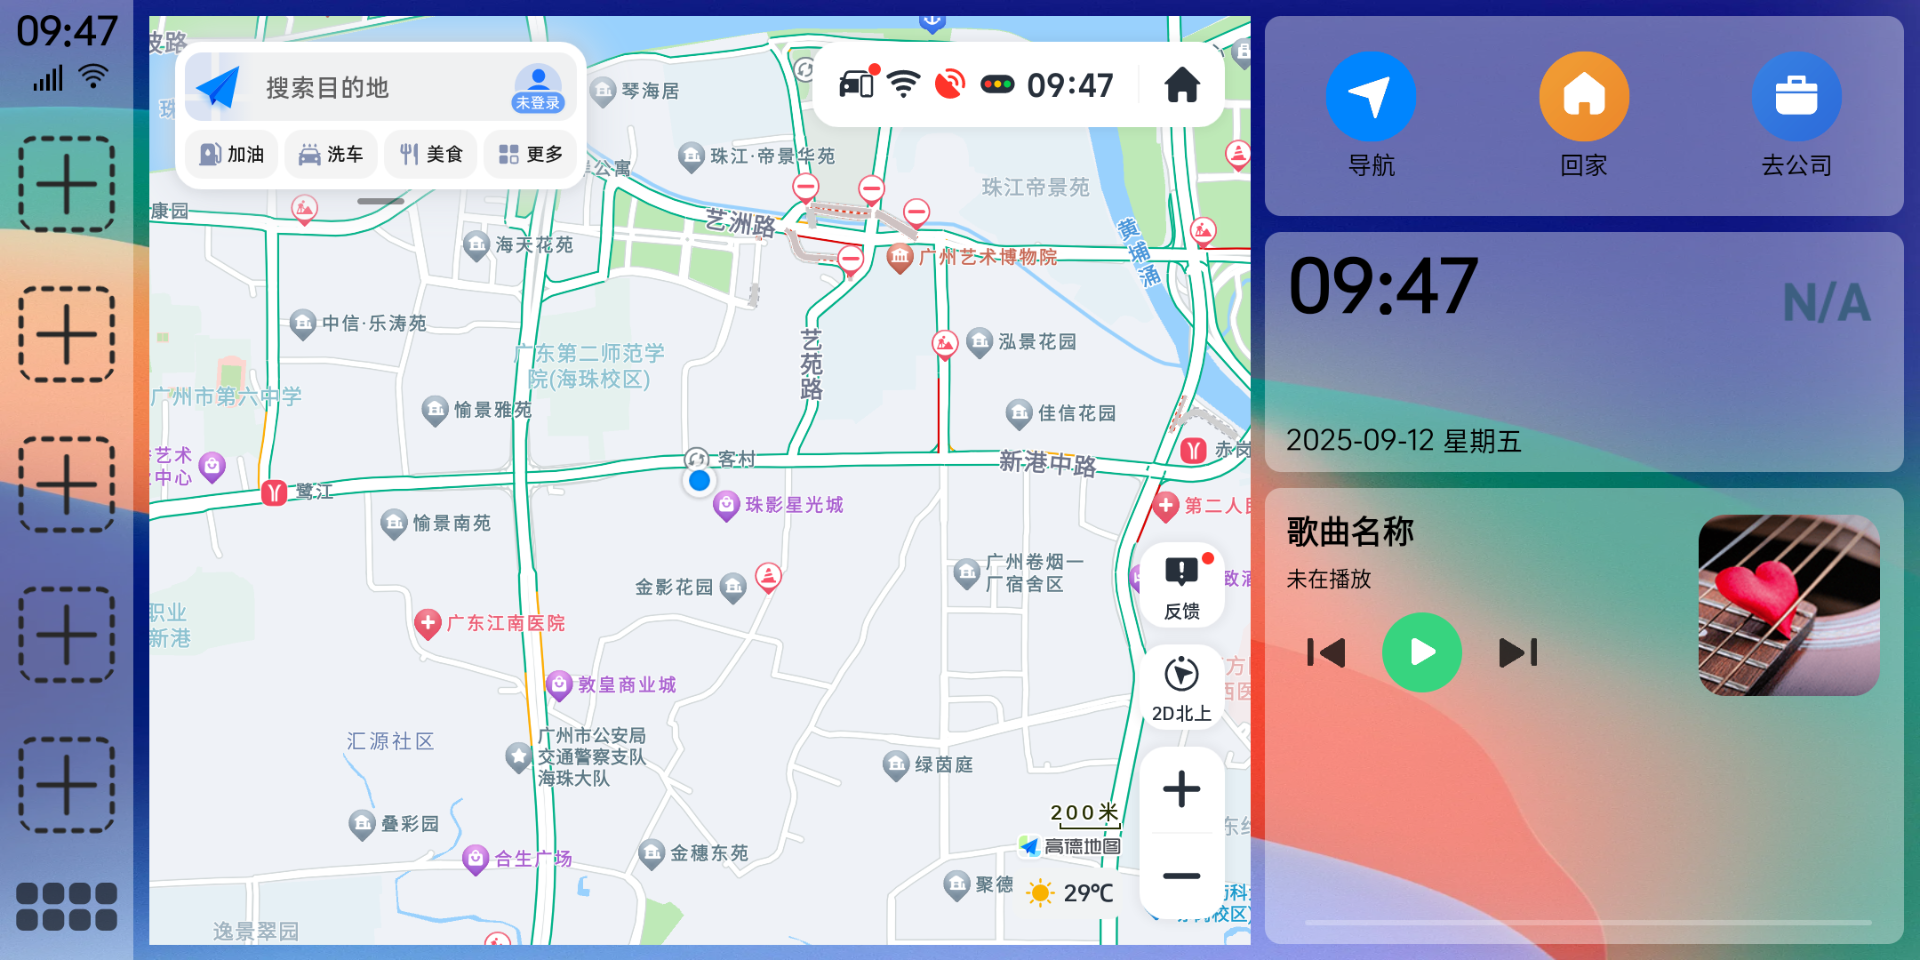 09:47
搜索目的地
未登录
加油
洗车
美食
更多
09:47
琴海居
珠江·帝景华苑
珠江帝景苑
公寓
康园
艺洲路
海天花苑
广州艺术博物院
黄埔涌
中信·乐涛苑
泓景花园
广东第二师范学
院(海珠校区)
艺苑路
广州市第六中学
愉景雅苑
佳信花园
艺术
中心
客村
新港中路
赤岗
鹭江
珠影星光城
第二人民
愉景南苑
广州卷烟一
厂宿舍区
金影花园
职业
新港
广东江南医院
反馈
敦皇商业城
2D北上
汇源社区
广州市公安局
交通警察支队
海珠大队
绿茵庭
叠彩园
200米
高德地图
合生广场
金穗东苑
聚德
29℃
逸景翠园
校区)
导航
回家
去公司
09:47
N/A
2025-09-12 星期五
歌曲名称
未在播放